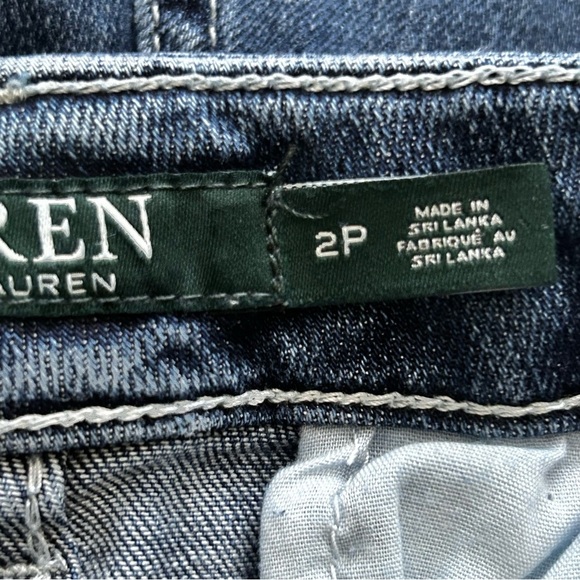 REN
AUREN
2P
MADE IN
SRI LANKA
FABRIQUÉ AU
SRI LANKA